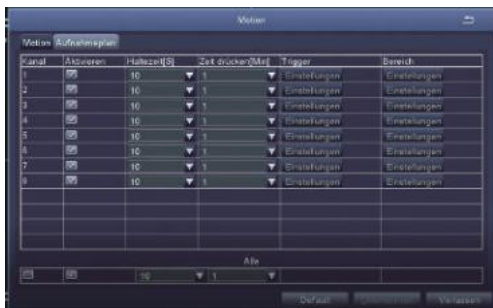 Motion
Motion Aufnahmeplan
Kanal Aktivieren Haltezeit[S] Zeit drücken[Min] Trigger Bereich
1 10 1 Einstellungen Einstellungen
2 10 1 Einstellungen Einstellungen
3 10 1 Einstellungen Einstellungen
4 10 1 Einstellungen Einstellungen
5 10 1 Einstellungen Einstellungen
6 10 1 Einstellungen Einstellungen
7 10 1 Einstellungen Einstellungen
8 10 1 Einstellungen Einstellungen
Alle
10 1
Default Verlassen